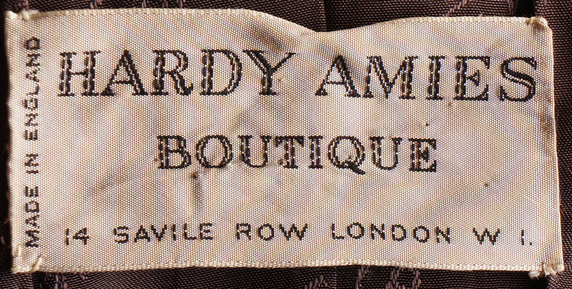 MADE IN ENGLAND
HARDY AMIES
BOUTIQUE
14 SAVILE ROW LONDON W 1.